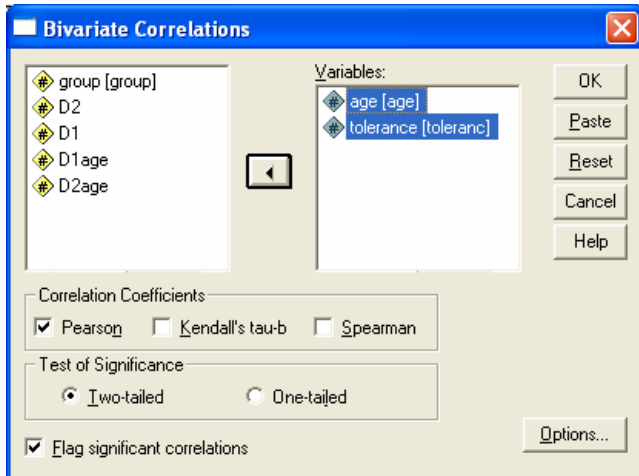 Bivariate Correlations
group [group]
D2
D1
D1age
D2age
Variables:
age [age]
tolerance [toleranc]
OK
Paste
Reset
Cancel
Help
Correlation Coefficients
Pearson Kendall's tau-b Spearman
Test of Significance
Two-tailed One-tailed
Flag significant correlations
Options...